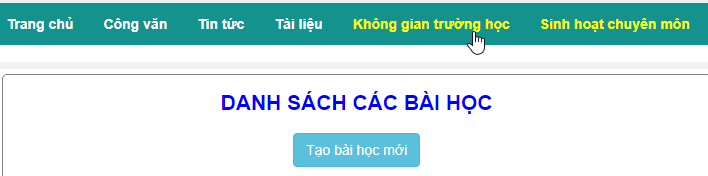 Trang chủ Công văn Tin tức Tài liệu Không gian trường học Sinh hoạt chuyên môn
DANH SÁCH CÁC BÀI HỌC
Tạo bài học mới